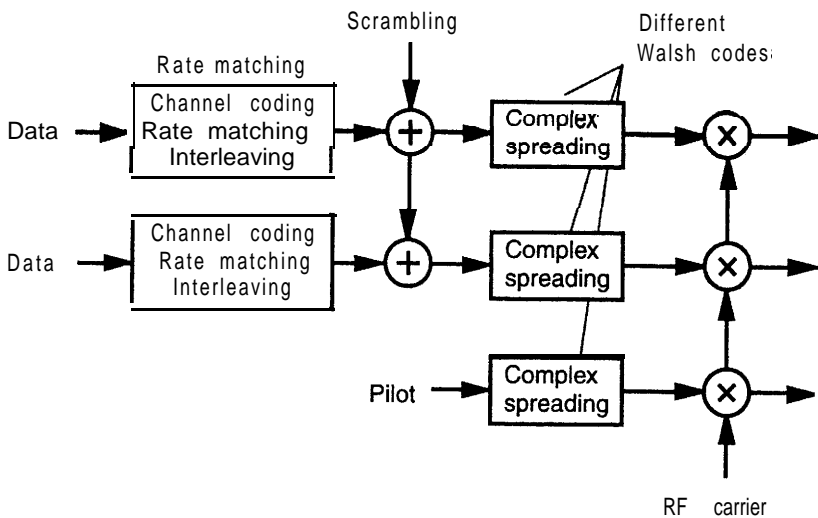 Scrambling
Different
Walsh codes
Rate matching
Data
Channel coding
Rate matching
Interleaving
Complex
spreading
Data
Channel coding
Rate matching
Interleaving
Complex
spreading
Pilot
Complex
spreading
RF carrier